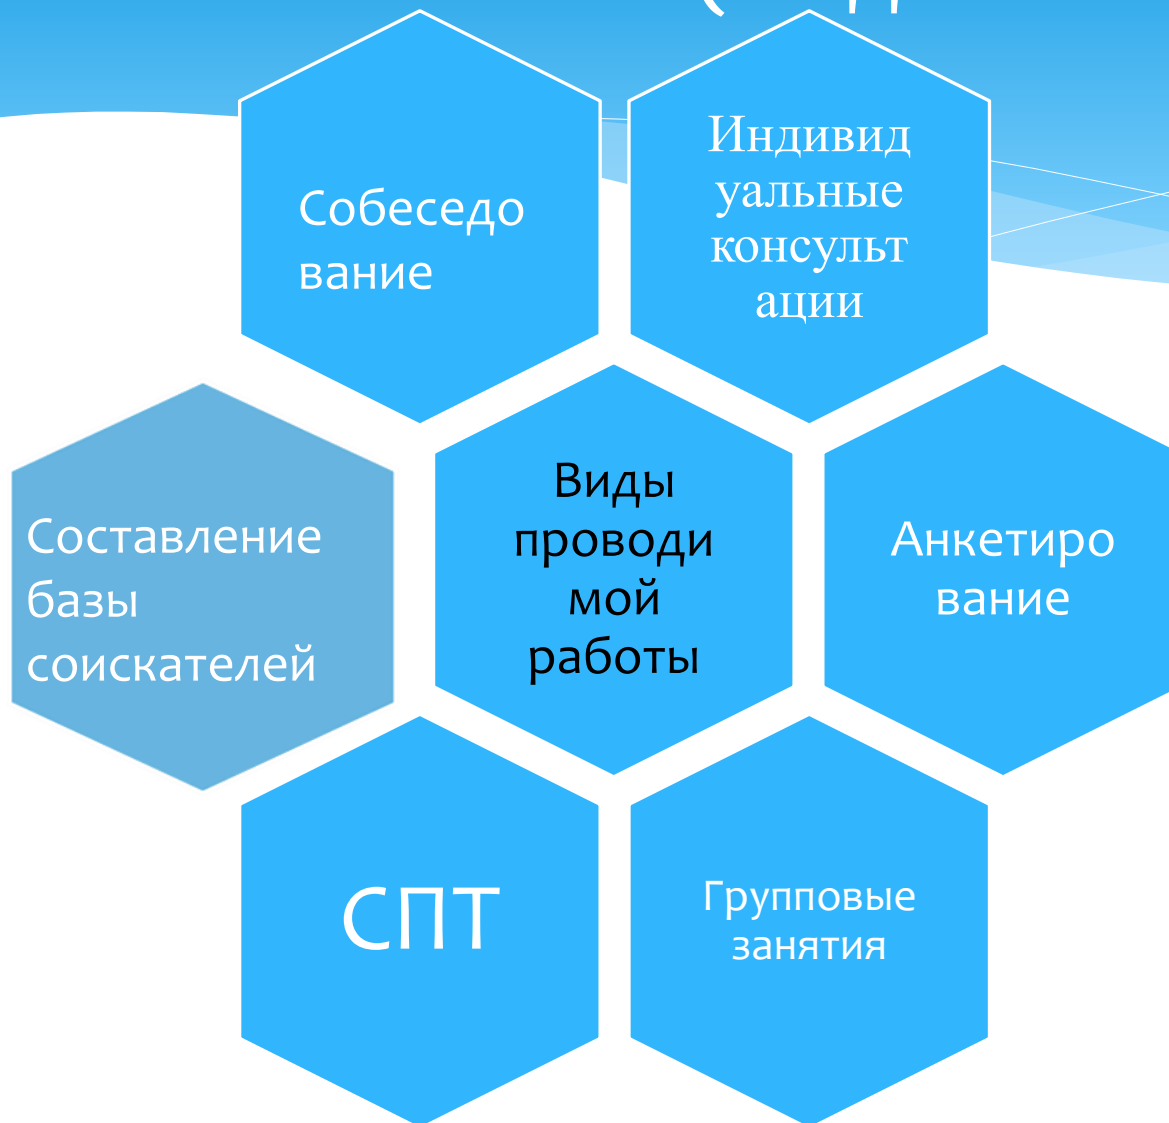 Собеседо
вание
Индивид
уальные
консульт
ации
Составление
базы
соискателей
Виды
проводи
мой
работы
Анкетиро
вание
СПТ
Групповые
занятия